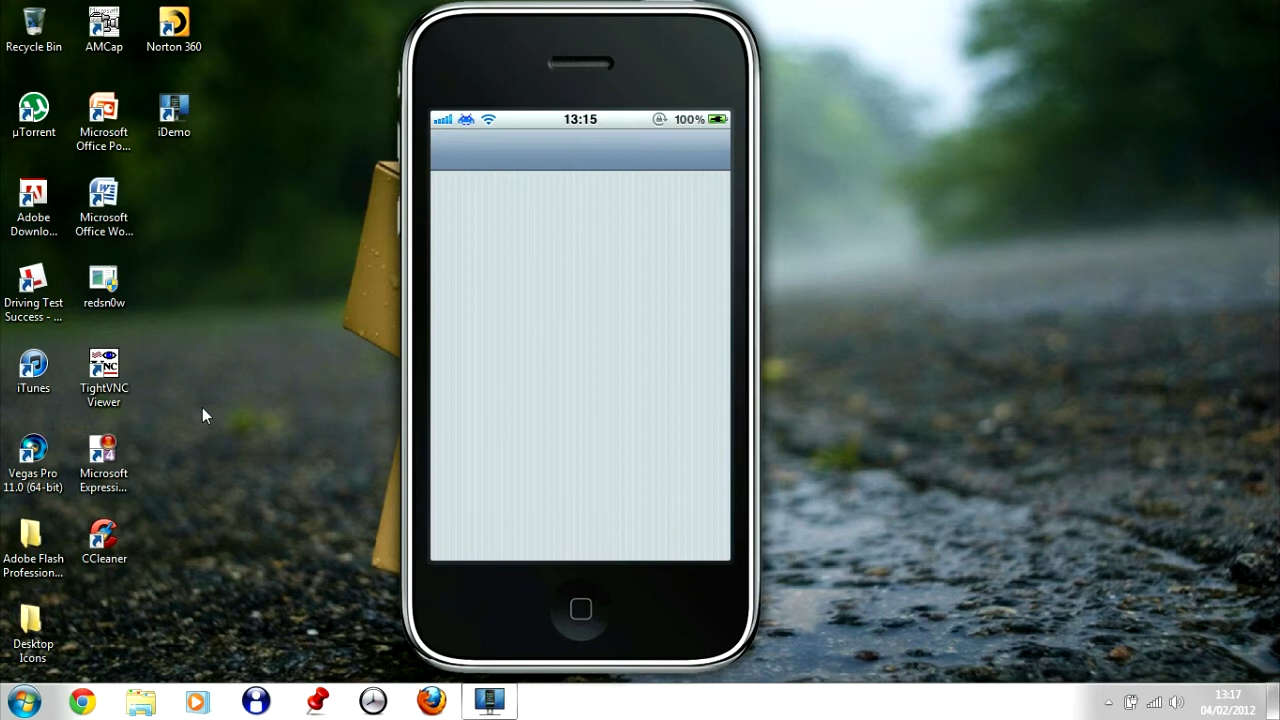 Recycle Bin
AMCap
Norton 360
µTorrent
Microsoft
Office Po...
iDemo
Adobe
Downlo...
Microsoft
Office Wo...
Driving Test
Success - ...
redsn0w
iTunes
TightVNC
Viewer
Vegas Pro
11.0 (64-bit)
Microsoft
Expressi...
Adobe Flash
Profession...
CCleaner
Desktop
Icons
13:15
100%
13:17
04/02/2012